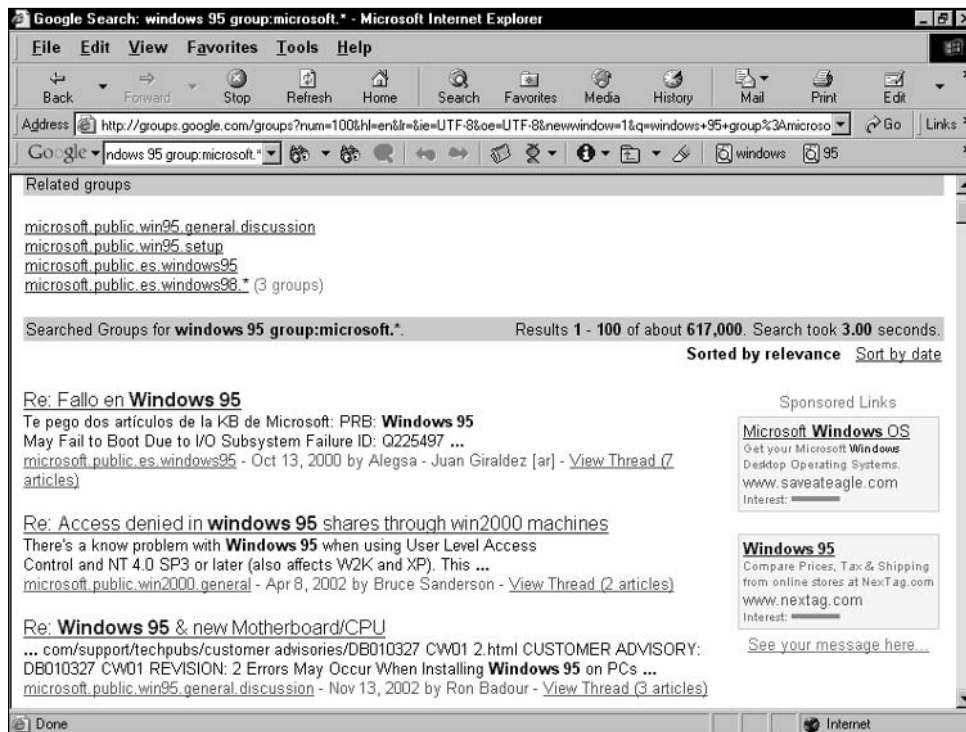 Google Search: windows 95 group:microsoft.* - Microsoft Internet Explorer
File Edit View Favorites Tools Help
Back Forward Stop Refresh Home Search Favorites Media History Mail Print Edit
Address http://groups.google.com/groups?num=100&hl=en&lr=&ie=UTF-8&oe=UTF-8&newwindow=1&q=windows+95+group%3Amicroso Go Links
Google ndows 95 group:microsoft.* windows 95
Related groups
microsoft.public.win95.general.discussion
microsoft.public.win95.setup
microsoft.public.es.windows95
microsoft.public.es.windows98.* (3 groups)
Searched Groups for windows 95 group:microsoft.*. Results 1 - 100 of about 617,000. Search took 3.00 seconds.
Sorted by relevance Sort by date
Re: Fallo en Windows 95
Te pego dos artículos de la KB de Microsoft: PRB: Windows 95
May Fail to Boot Due to I/O Subsystem Failure ID: Q225497 ...
microsoft.public.es.windows95 - Oct 13, 2000 by Alegsa - Juan Giraldez [ar] - View Thread (7
articles)
Re: Access denied in windows 95 shares through win2000 machines
There's a know problem with Windows 95 when using User Level Access
Control and NT 4.0 SP3 or later (also affects W2K and XP). This ...
microsoft.public.win2000.general - Apr 8, 2002 by Bruce Sanderson - View Thread (2 articles)
Re: Windows 95 & new Motherboard/CPU
... com/support/techpubs/customer advisories/DB010327 CW01 2.html CUSTOMER ADVISORY:
DB010327 CW01 REVISION: 2 Errors May Occur When Installing Windows 95 on PCs ...
microsoft.public.win95.general.discussion - Nov 13, 2002 by Ron Badour - View Thread (3 articles)
Sponsored Links
Microsoft Windows OS
Get your Microsoft Windows
Desktop Operating Systems.
www.saveateagle.com
Interest:
Windows 95
Compare Prices, Tax & Shipping
from online stores at NexTag.com
www.nextag.com
Interest:
See your message here...
Done Internet